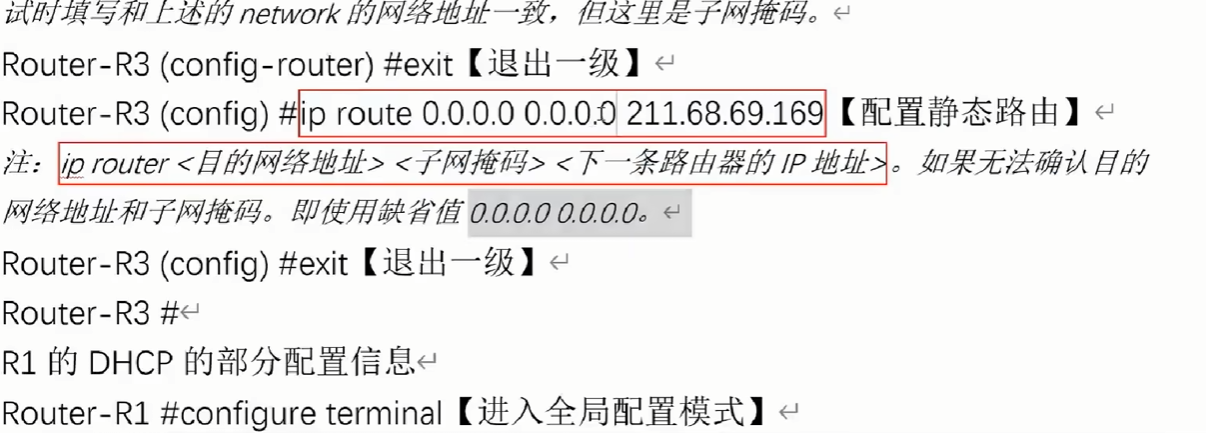 试时填写和上述的 network 的网络地址一致，但这里是子网掩码。↵
Router-R3 (config-router) #exit【退出一级】↵
Router-R3 (config) #ip route 0.0.0.0 0.0.0.0 211.68.69.169【配置静态路由】↵
注：ip router <目的网络地址> <子网掩码> <下一条路由器的 IP 地址>。如果无法确认目的
网络地址和子网掩码。即使用缺省值 0.0.0.0 0.0.0.0。↵
Router-R3 (config) #exit【退出一级】↵
Router-R3 #↵
R1 的 DHCP 的部分配置信息↵
Router-R1 #configure terminal【进入全局配置模式】↵